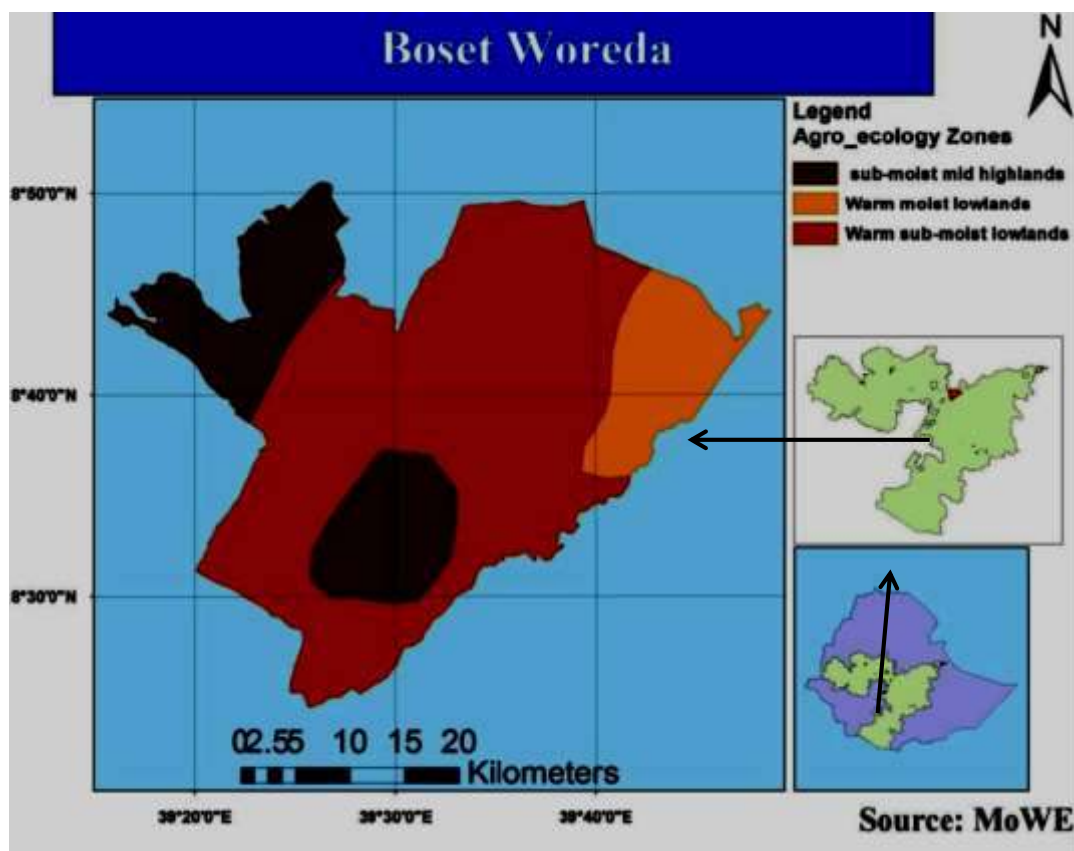 Boset Woreda
N
Legend
Agro_ecology Zones
sub-moist mid highlands
Warm moist lowlands
Warm sub-moist lowlands
8°50'0"N
8°40'0"N
8°30'0"N
02.55 10 15 20
Kilometers
39°20'0"E 39°30'0"E 39°40'0"E
Source: MoWE